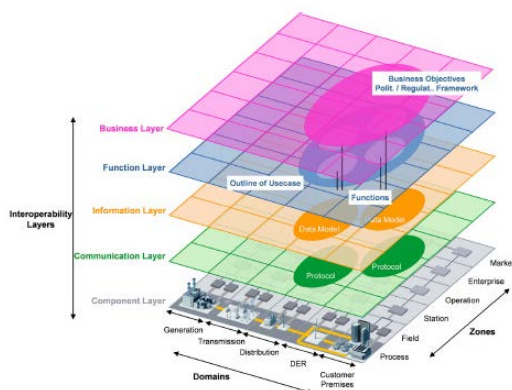 Business Objectives
Polit. / Regulat.. Framework
Business Layer
Function Layer
Outline of Usecase
Functions
Interoperability
Layers
Information Layer
Data Model
Data Model
Communication Layer
Protocol
Protocol
Component Layer
Market
Enterprise
Operation
Station
Field
Process
Zones
Generation
Transmission
Distribution
DER
Customer
Premises
Domains